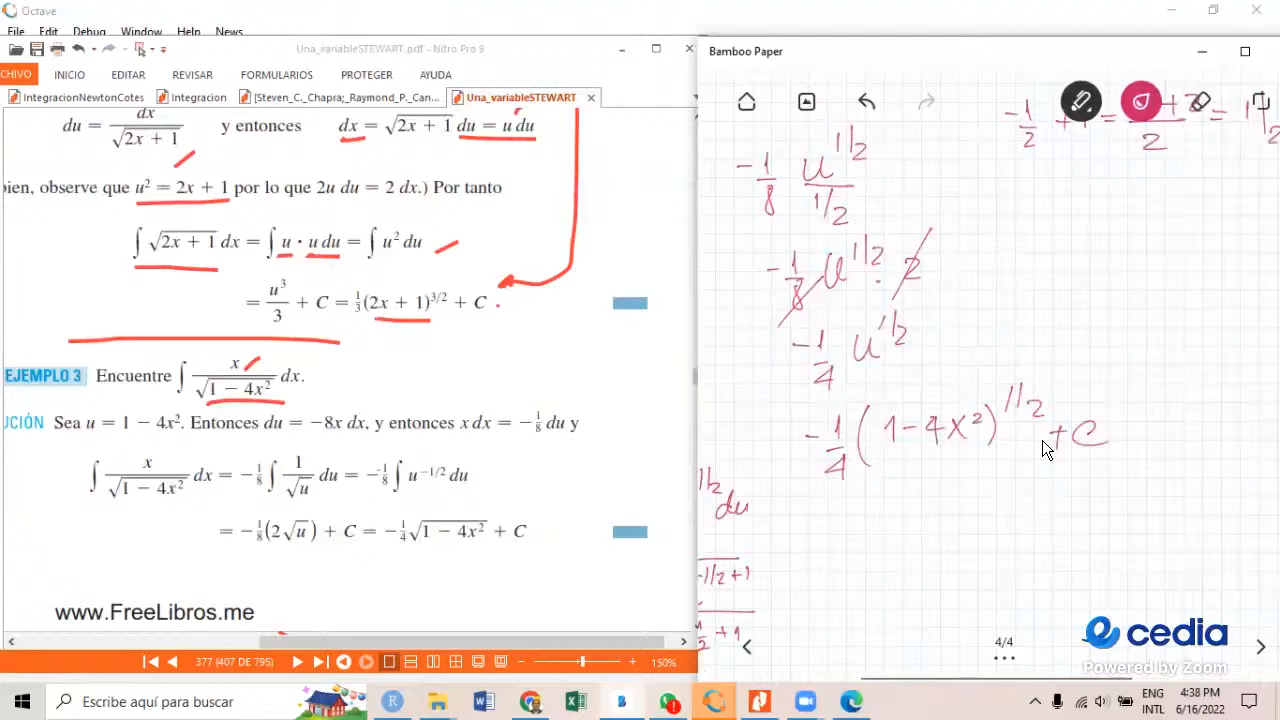 Octave
File Edit Debug Window Help News
Una_variableSTEWART.pdf - Nitro Pro 9
CHIVO INICIO EDITAR REVISAR FORMULARIOS PROTEGER AYUDA
IntegracionNewtonCotes Integracion [Steven_C._Chapra;_Raymond_P._Can... Una_variableSTEWART
du = dx/√(2x + 1) y entonces dx = √(2x + 1) du = u du
bien, observe que u² = 2x + 1 por lo que 2u du = 2 dx.) Por tanto
∫ √(2x + 1) dx = ∫ u · u du = ∫ u² du
= u³/3 + C = 1/3(2x + 1)^3/2 + C
EJEMPLO 3 Encuentre ∫ x/√(1 − 4x²) dx.
UCIÓN Sea u = 1 − 4x². Entonces du = −8x dx, y entonces x dx = −1/8 du y
∫ x/√(1 − 4x²) dx = −1/8 ∫ 1/√u du = −1/8 ∫ u^−1/2 du
= −1/8(2√u) + C = −1/4√(1 − 4x²) + C
www.FreeLibros.me
377 (407 DE 795)
150%
Bamboo Paper
-1/8 u^1/2 / 1/2
-1/8 u^1/2 · 2
-1/4 u^1/2
-1/4 (1-4x²)^1/2 + C
1/2 du
-1/2 +1
4/4
cedia
Powered by Zoom
Escribe aquí para buscar
ENG
INTL
4:38 PM
6/16/2022